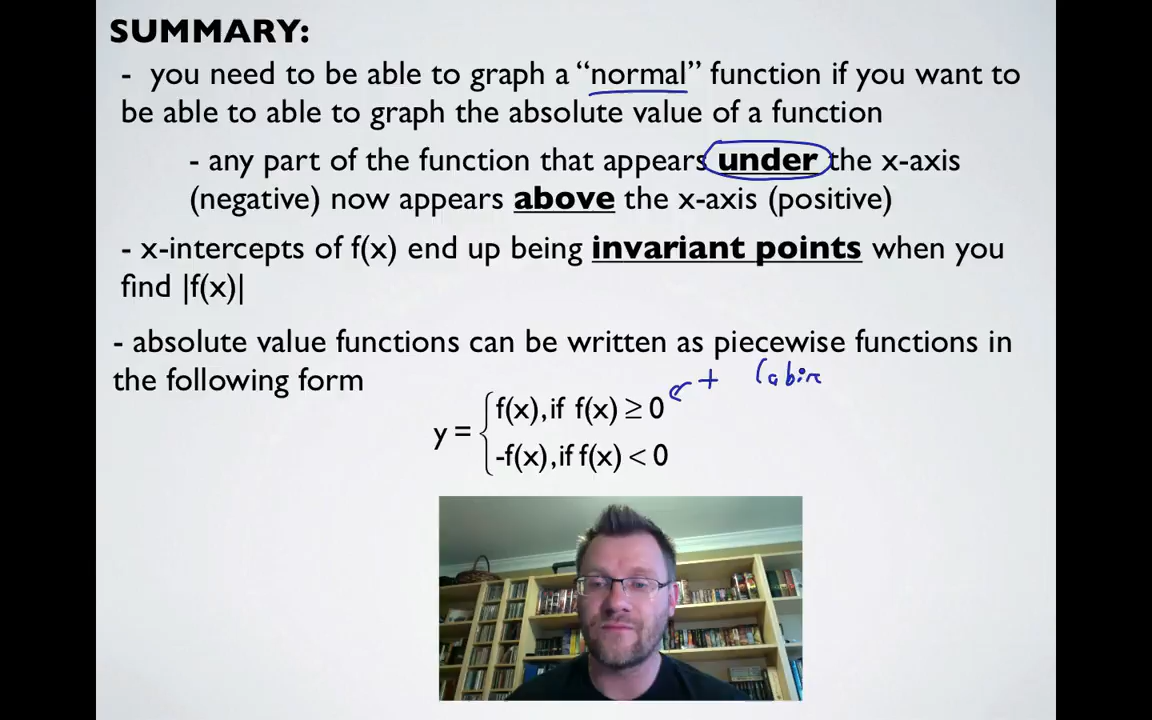 SUMMARY:
- you need to be able to graph a “normal” function if you want to
be able to able to graph the absolute value of a function
- any part of the function that appears under the x-axis
(negative) now appears above the x-axis (positive)
- x-intercepts of f(x) end up being invariant points when you
find |f(x)|
- absolute value functions can be written as piecewise functions in
the following form
+
y = { f(x), if f(x) ≥ 0
-f(x), if f(x) < 0